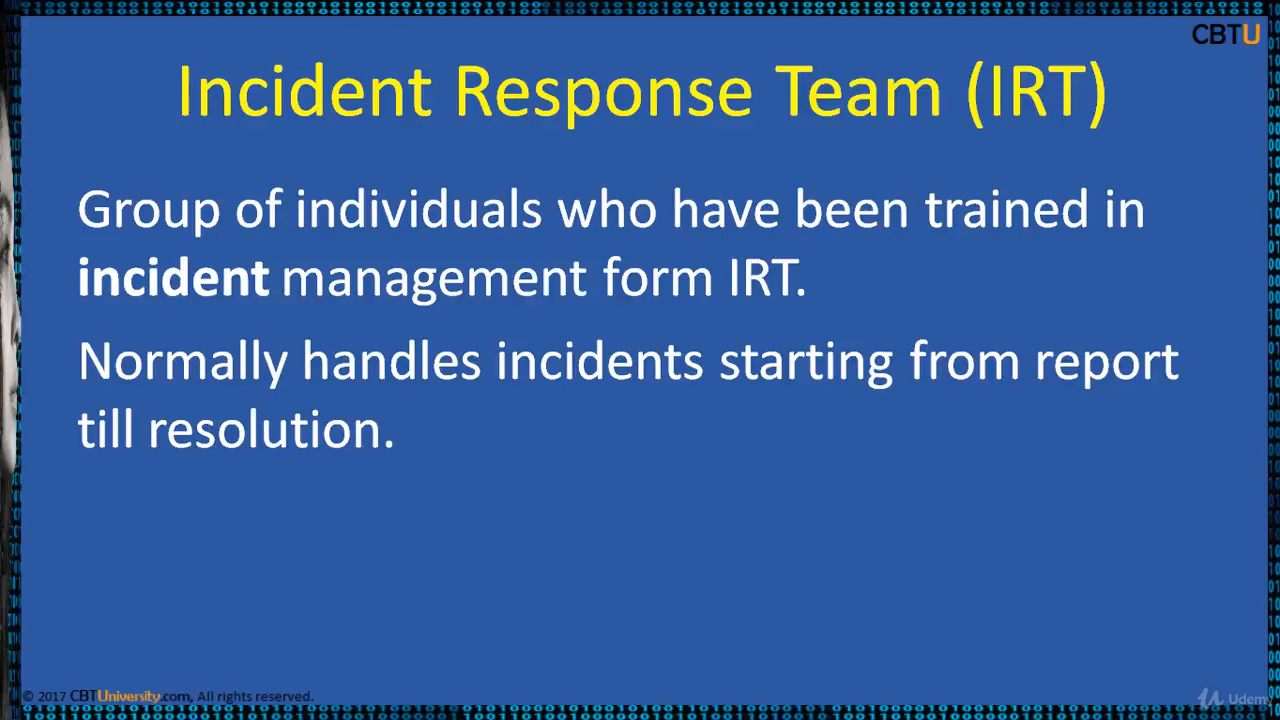 CBTU
Incident Response Team (IRT)
Group of individuals who have been trained in
incident management form IRT.
Normally handles incidents starting from report
till resolution.
© 2017 CBTUniversity.com, All rights reserved.
Udemy